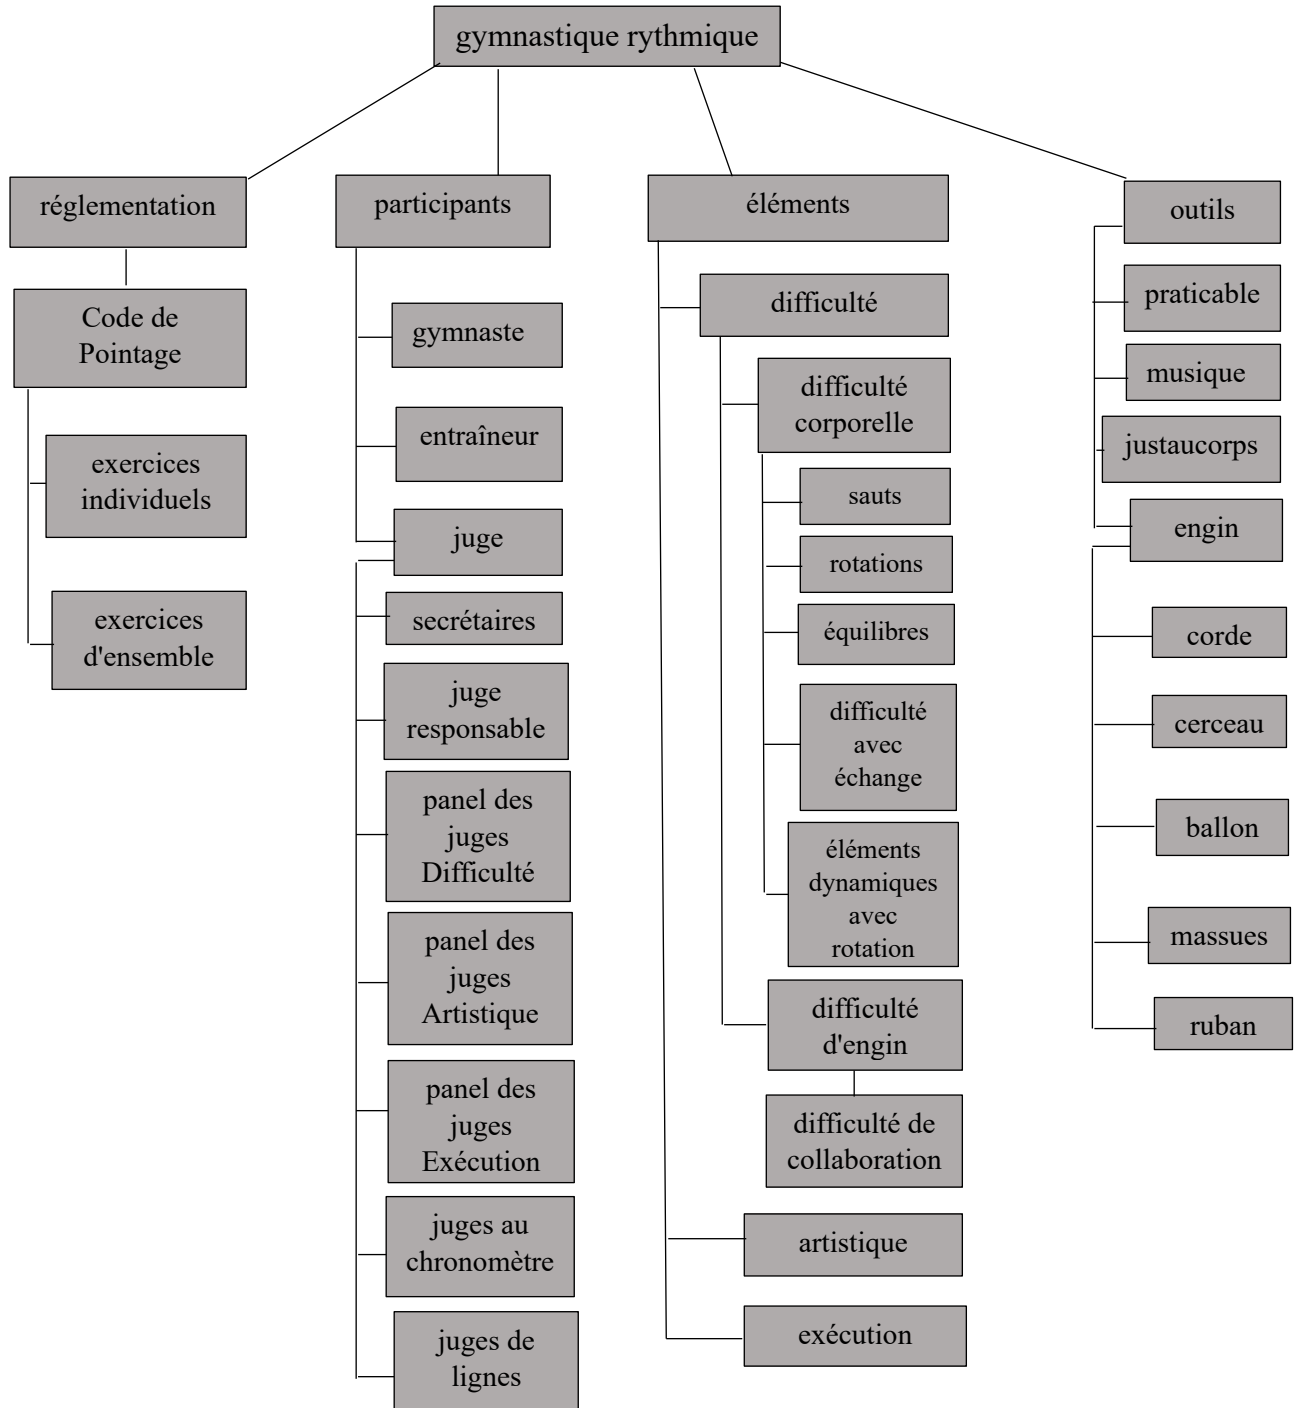 gymnastique rythmique
réglementation
Code de
Pointage
exercices
individuels
exercices
d'ensemble
participants
gymnaste
entraîneur
juge
secrétaires
juge
responsable
panel des
juges
Difficulté
panel des
juges
Artistique
panel des
juges
Exécution
juges au
chronomètre
juges de
lignes
éléments
difficulté
difficulté
corporelle
sauts
rotations
équilibres
difficulté
avec
échange
éléments
dynamiques
avec
rotation
difficulté
d'engin
difficulté de
collaboration
artistique
exécution
outils
praticable
musique
justaucorps
engin
corde
cerceau
ballon
massues
ruban